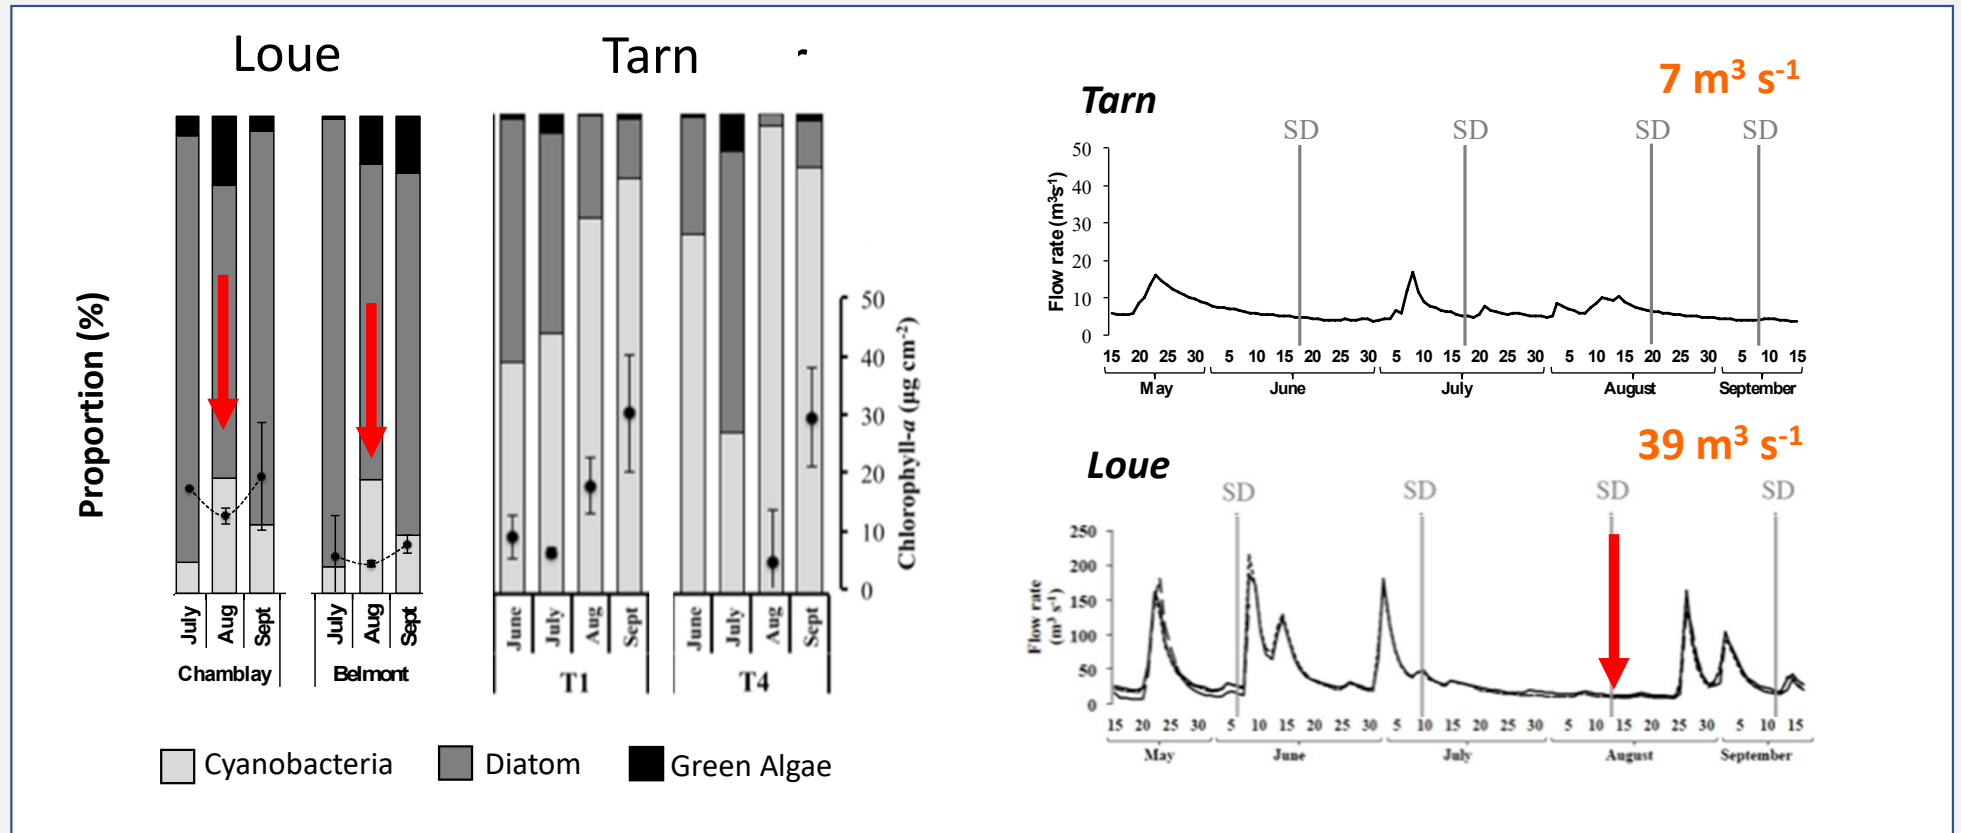 Loue
Tarn
Proportion (%)
July
Aug
Sept
Chamblay
July
Aug
Sept
Belmont
June
July
Aug
Sept
T1
June
July
Aug
Sept
T4
50
40
30
20
10
0
Chlorophyll-a (µg cm⁻²)
Cyanobacteria
Diatom
Green Algae
Tarn
7 m³ s⁻¹
SD SD SD SD
Flow rate (m³s⁻¹)
50
40
30
20
10
0
15 20 25 30 5 10 15 20 25 30 5 10 15 20 25 30 5 10 15 20 25 30 5 10 15
May June July August September
Loue
39 m³ s⁻¹
SD SD SD SD
Flow rate
(m³ s⁻¹)
250
200
150
100
50
0
15 20 25 30 5 10 15 20 25 30 5 10 15 20 25 30 5 10 15 20 25 30 5 10 15
May June July August September